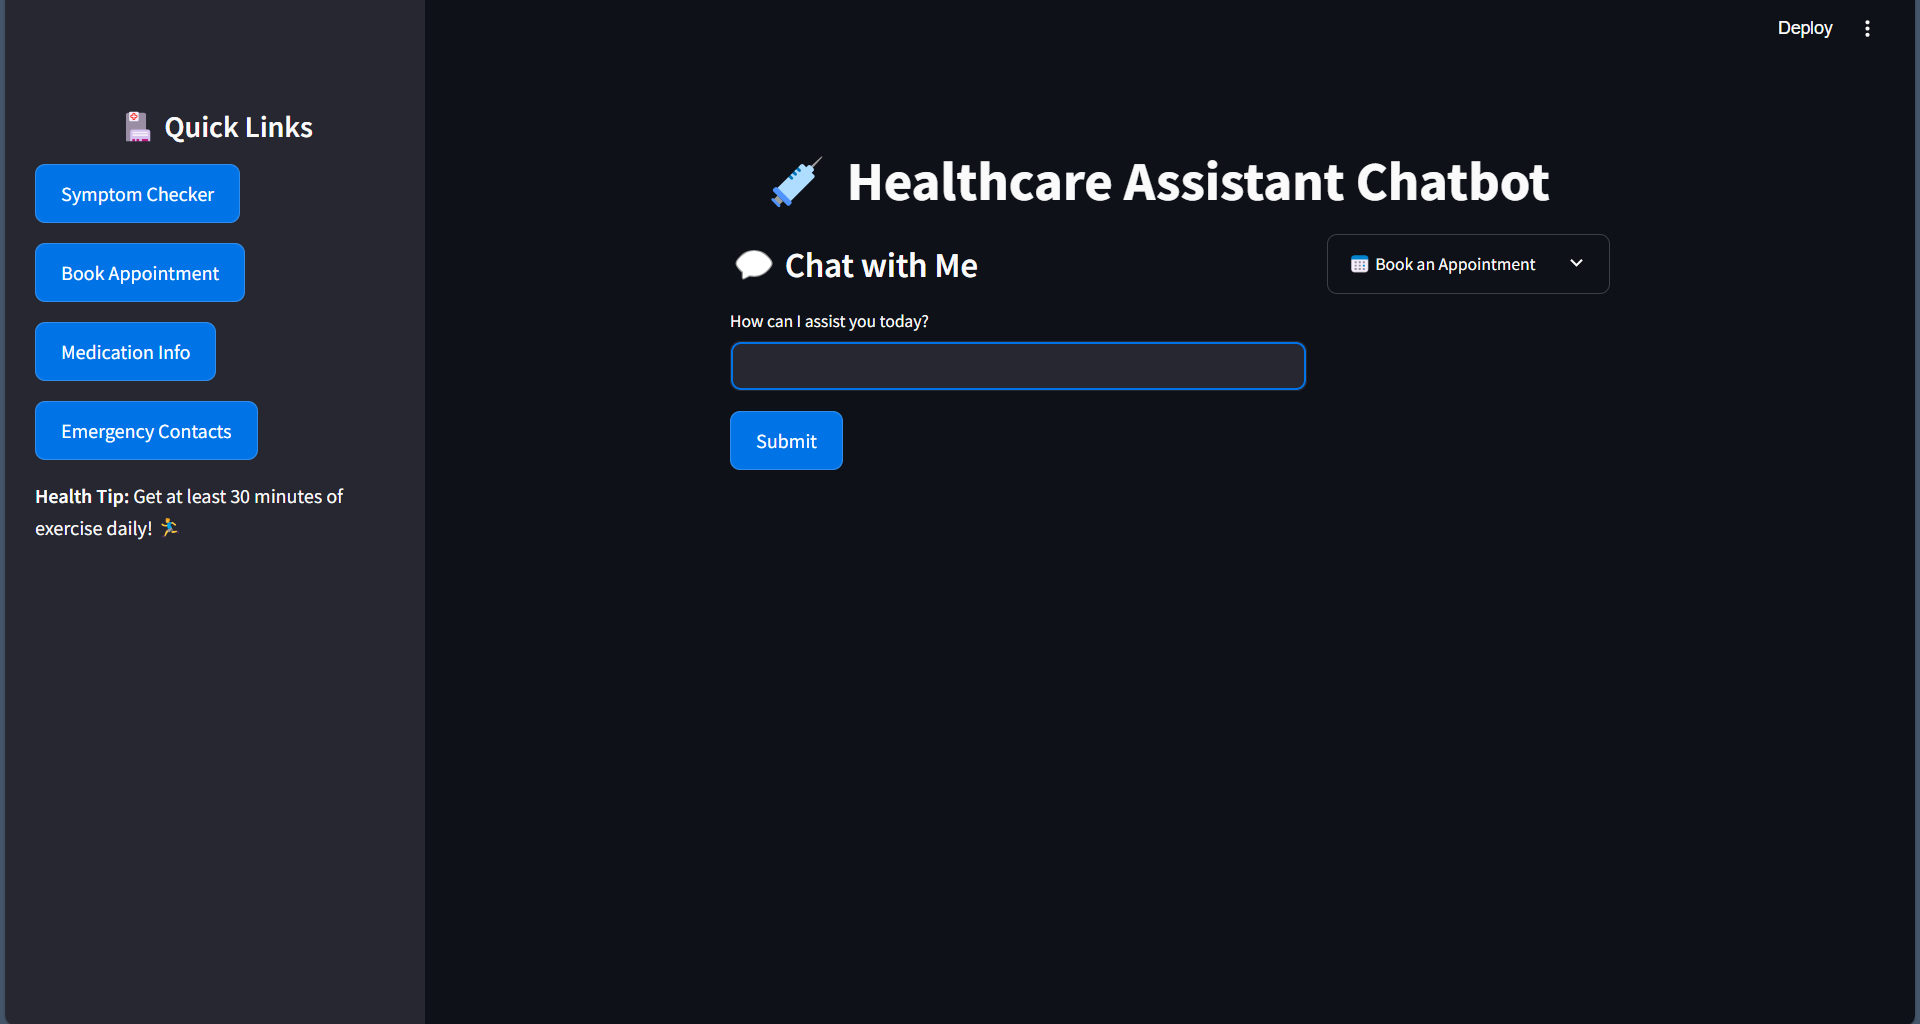 Deploy
Quick Links
Symptom Checker
Book Appointment
Medication Info
Emergency Contacts
Health Tip: Get at least 30 minutes of
exercise daily!
Healthcare Assistant Chatbot
Chat with Me
Book an Appointment
How can I assist you today?
Submit